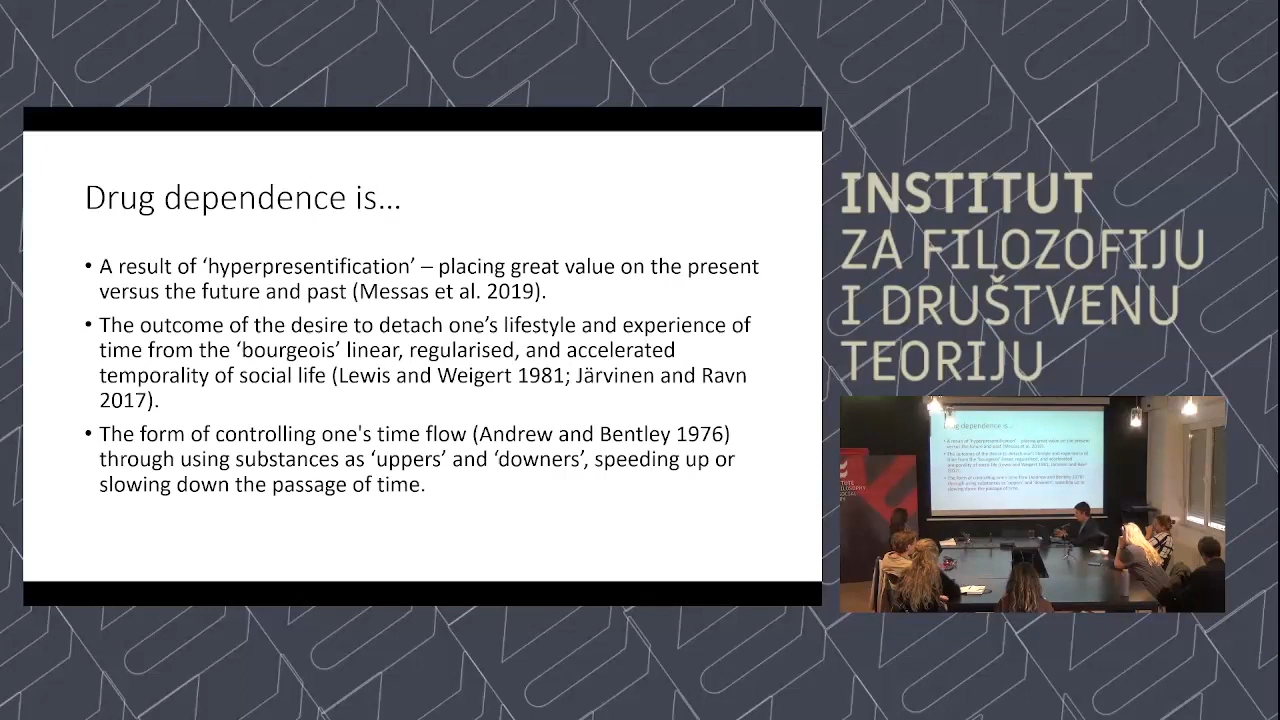 Drug dependence is...
• A result of ‘hyperpresentification’ – placing great value on the present
versus the future and past (Messas et al. 2019).
• The outcome of the desire to detach one’s lifestyle and experience of
time from the ‘bourgeois’ linear, regularised, and accelerated
temporality of social life (Lewis and Weigert 1981; Järvinen and Ravn
2017).
• The form of controlling one's time flow (Andrew and Bentley 1976)
through using substances as ‘uppers’ and ‘downers’, speeding up or
slowing down the passage of time.
INSTITUT
ZA FILOZOFIJU
I DRUŠTVENU
TEORIJU
Drug dependence is...